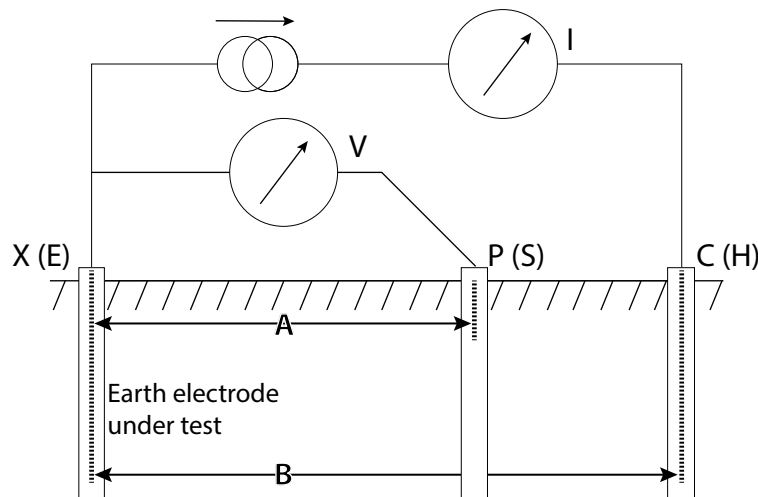 I
V
X (E)
P (S)
C (H)
A
Earth electrode
under test
B